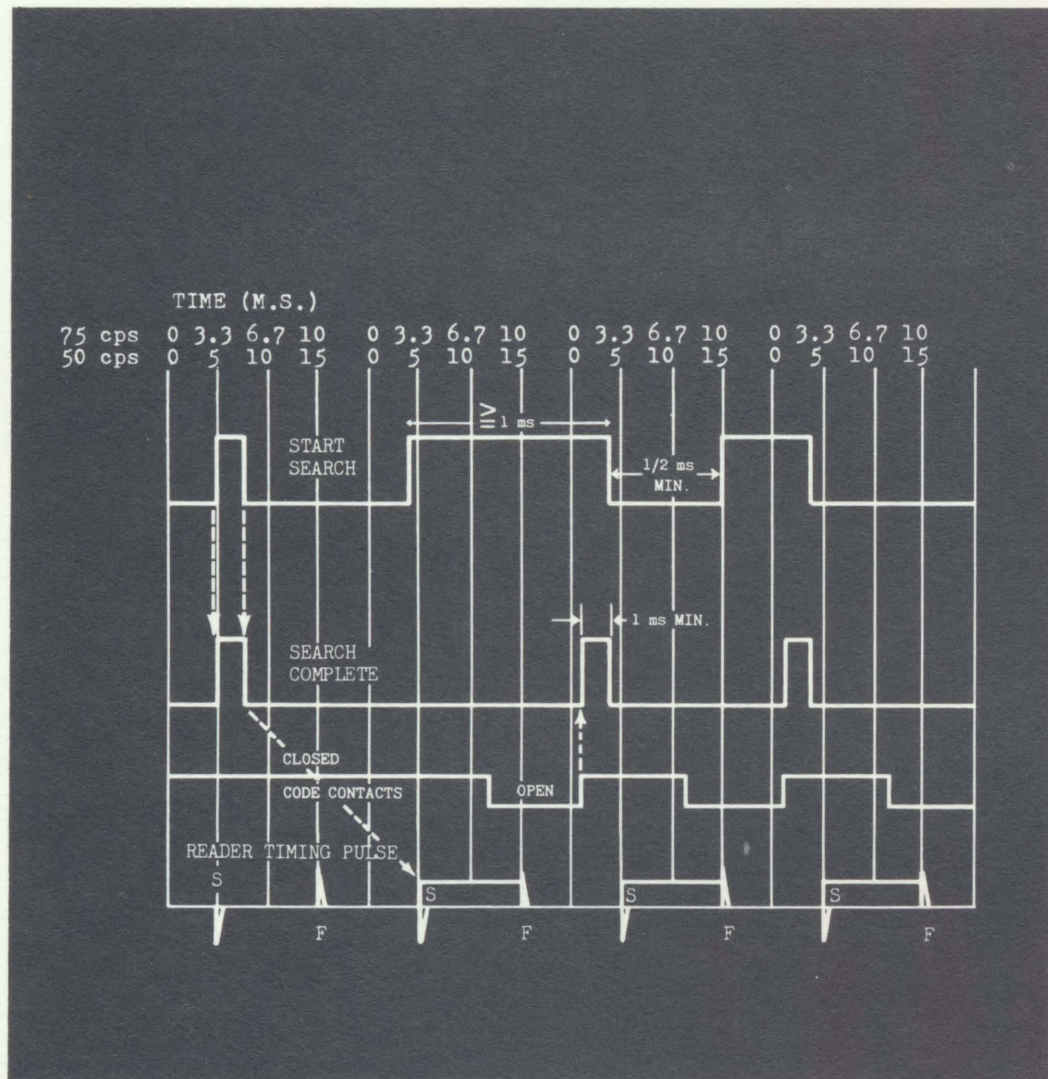 TIME (M.S.)
75 cps 0 3.3 6.7 10 0 3.3 6.7 10 0 3.3 6.7 10 0 3.3 6.7 10
50 cps 0 5 10 15 0 5 10 15 0 5 10 15 0 5 10 15
≧ 1 ms
START
SEARCH
1/2 ms
MIN.
1 ms MIN.
SEARCH
COMPLETE
CLOSED
CODE CONTACTS
OPEN
READER TIMING PULSE
S S S S
F F F F